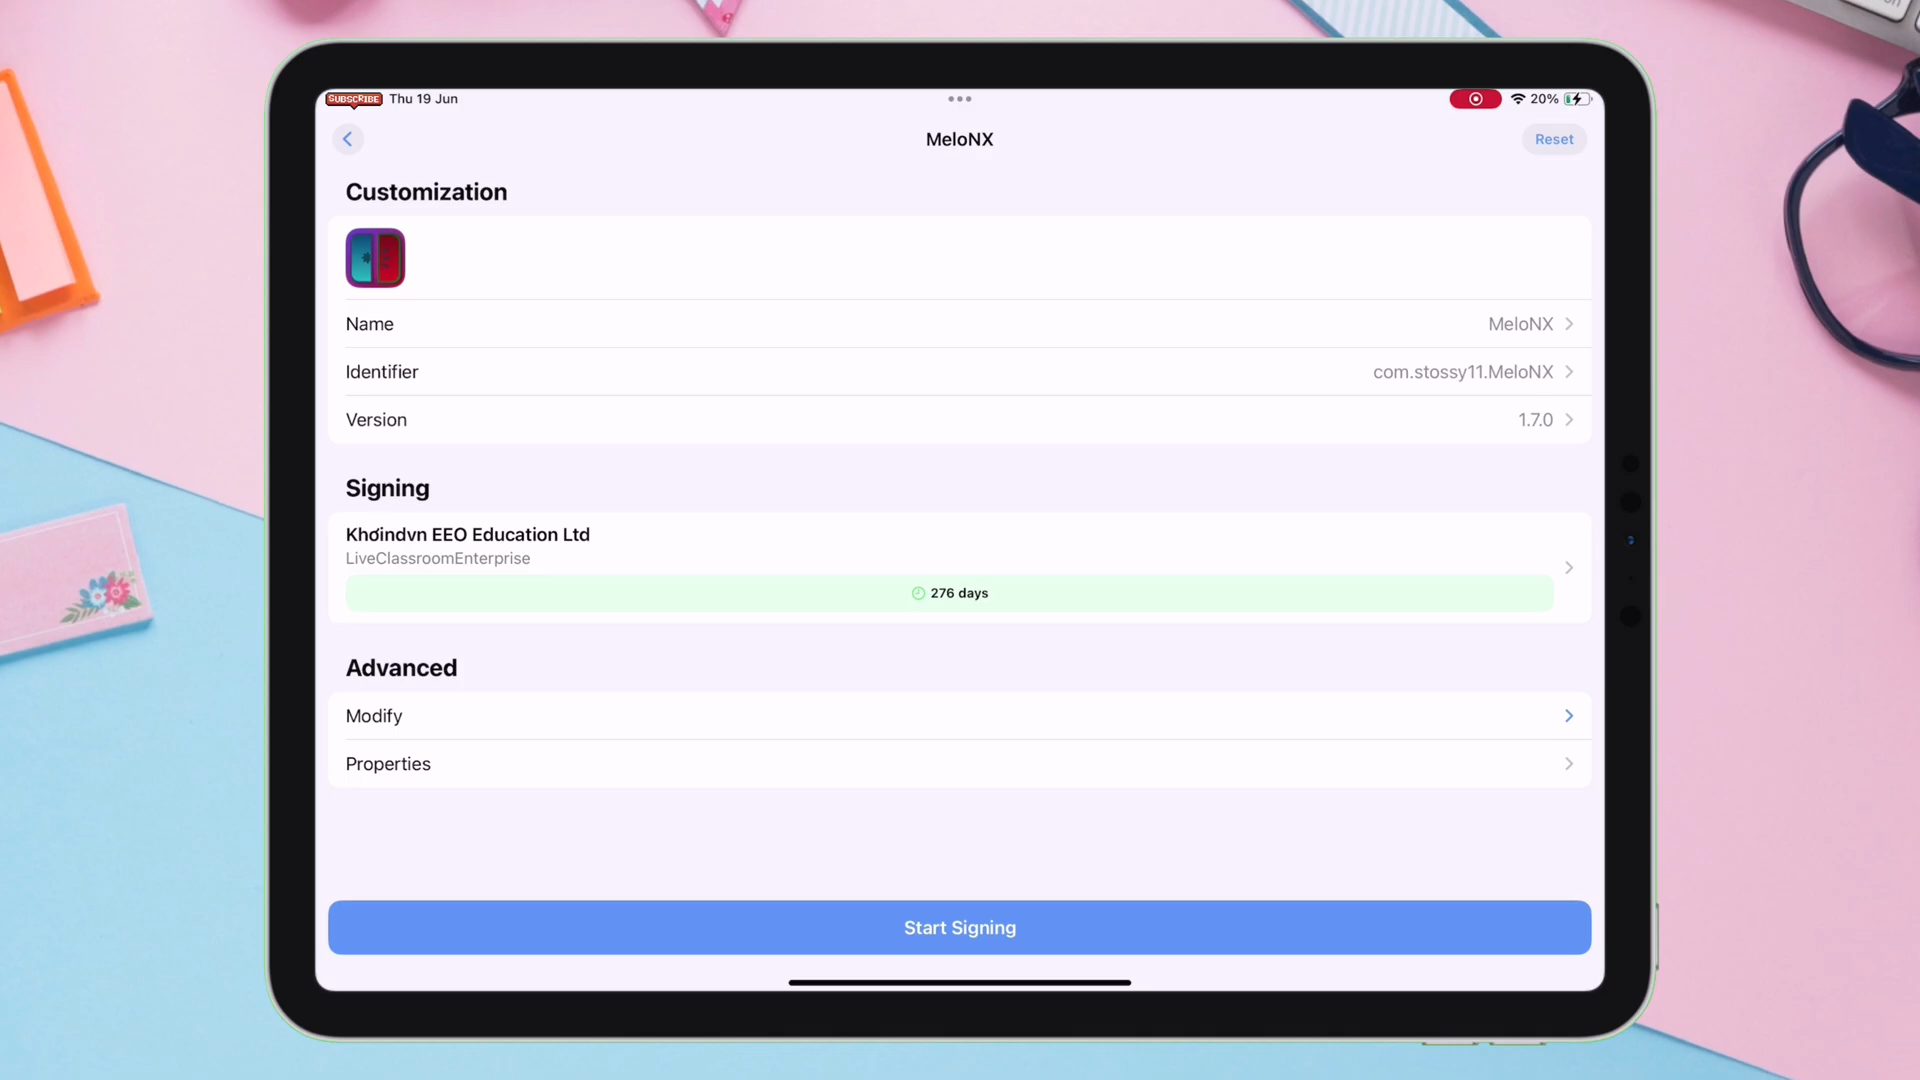 SUBSCRIBE Thu 19 Jun
20%
MeloNX
Reset
Customization
Name
MeloNX
Identifier
com.stossy11.MeloNX
Version
1.7.0
Signing
Khơindvn EEO Education Ltd
LiveClassroomEnterprise
276 days
Advanced
Modify
Properties
Start Signing